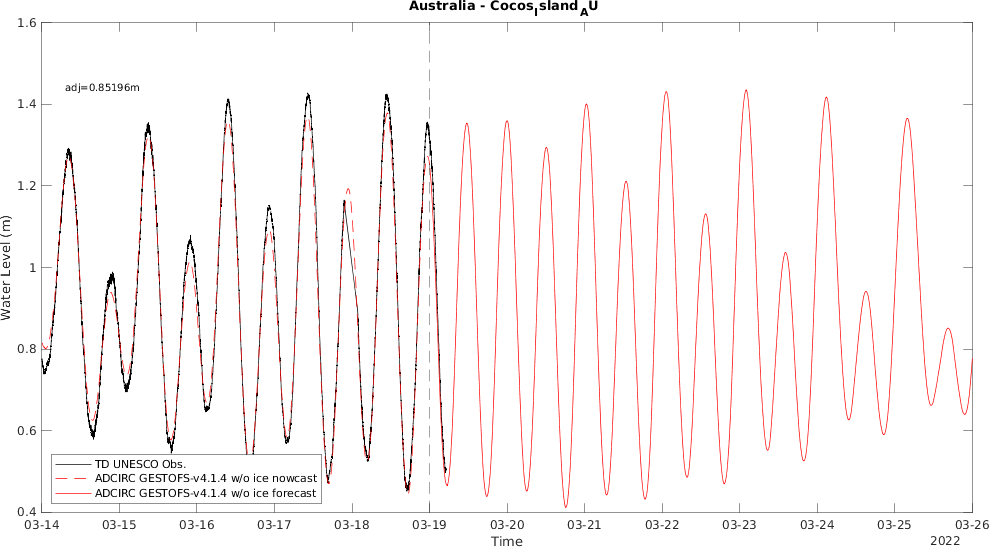 Australia - Cocos_Island_AU
1.6
1.4
1.2
1
0.8
0.6
0.4
Water Level (m)
adj=0.85196m
TD UNESCO Obs.
ADCIRC GESTOFS-v4.1.4 w/o ice nowcast
ADCIRC GESTOFS-v4.1.4 w/o ice forecast
03-14 03-15 03-16 03-17 03-18 03-19 03-20 03-21 03-22 03-23 03-24 03-25 03-26
Time
2022